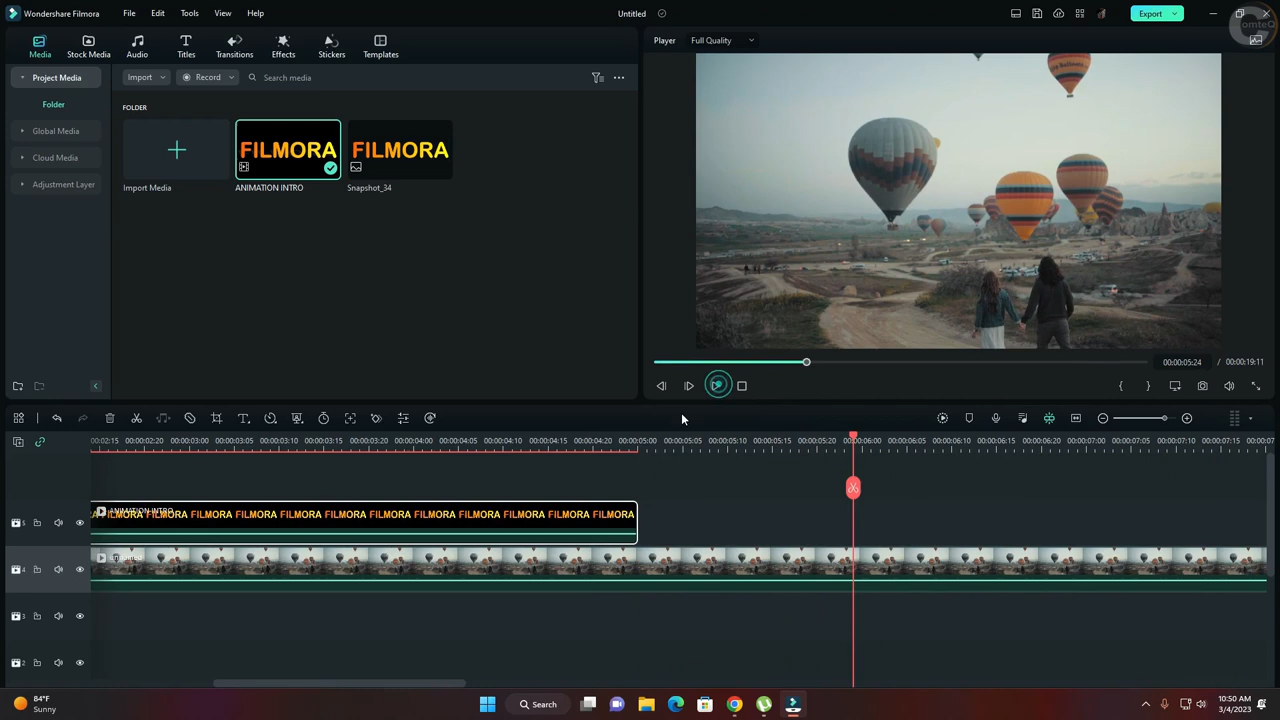 Wondershare Filmora File Edit Tools View Help Untitled Export
omteQ
Media Stock Media Audio Titles Transitions Effects Stickers Templates
Player Full Quality
Project Media Import Record Search media
Folder
FOLDER
Global Media
Cloud Media
Adjustment Layer
FILMORA FILMORA
Import Media ANIMATION INTRO Snapshot_34
00:00:05:24 / 00:00:19:11
00:02:15 00:00:02:20 00:00:03:00 00:00:03:05 00:00:03:10 00:00:03:15 00:00:03:20 00:00:04:00 00:00:04:05 00:00:04:10 00:00:04:15 00:00:04:20 00:00:05:00 00:00:05:05 00:00:05:10 00:00:05:15 00:00:05:20 00:00:06:00 00:00:06:05 00:00:06:10 00:00:06:15 00:00:06:20 00:00:07:00 00:00:07:05 00:00:07:10 00:00:07:15 00:00:07
ANIMATION INTRO
FILMORA FILMORA FILMORA FILMORA FILMORA FILMORA FILMORA FILMORA FILMORA FILMORA FILMORA
5
4
3
2
84°F
Sunny
Search
10:50 AM
3/4/2023